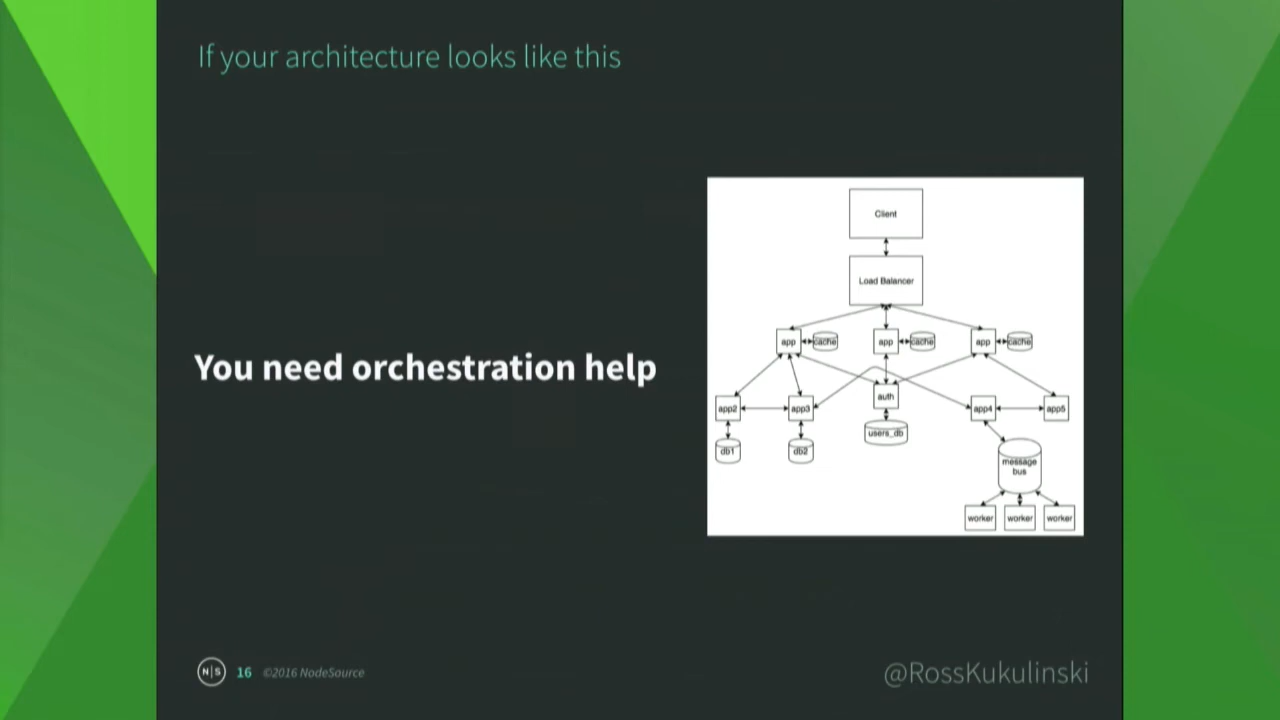 If your architecture looks like this
You need orchestration help
Client
Load Balancer
app
cache
app
cache
app
cache
app2
app3
auth
app4
app5
db1
db2
users_db
message
bus
worker
worker
worker
N|S
16
©2016 NodeSource
@RossKukulinski